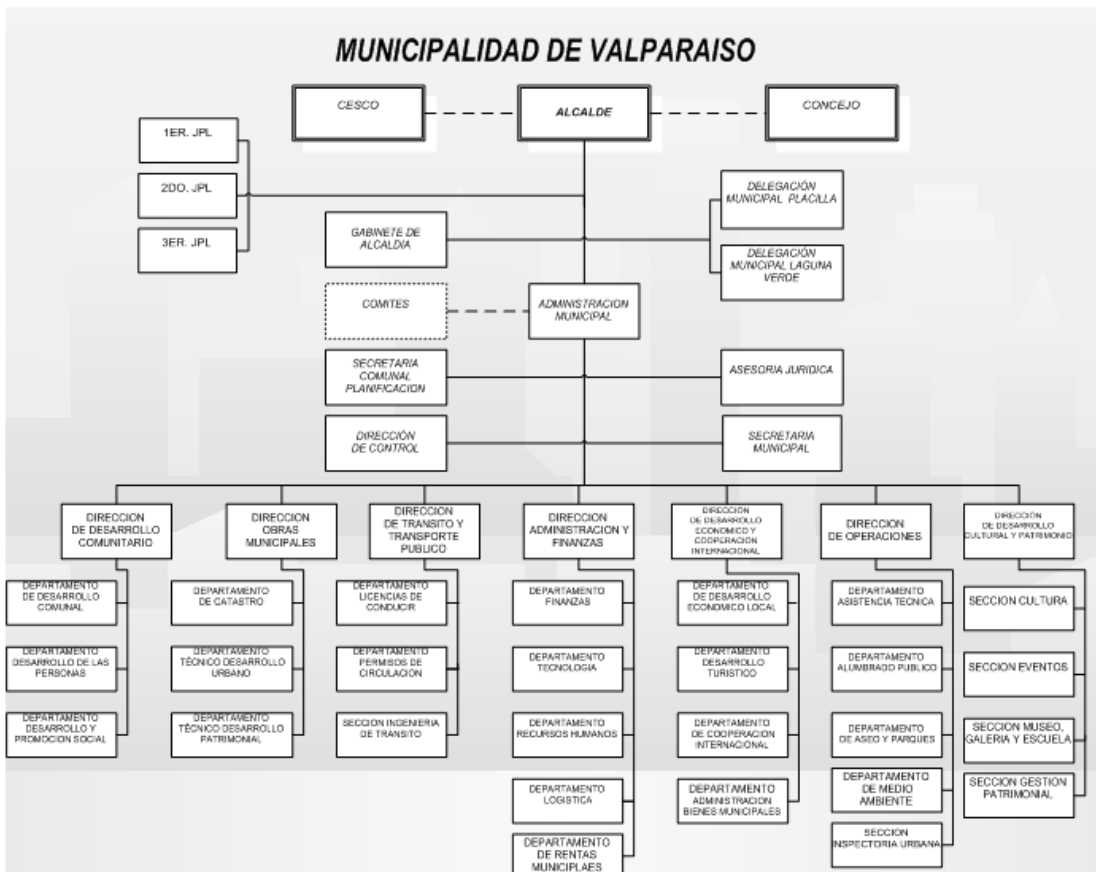 MUNICIPALIDAD DE VALPARAISO
CESCO
ALCALDE
CONCEJO
1ER. JPL
2DO. JPL
3ER. JPL
DELEGACIÓN
MUNICIPAL PLACILLA
GABINETE DE
ALCALDIA
DELEGACIÓN
MUNICIPAL LAGUNA
VERDE
COMITES
ADMINISTRACION
MUNICIPAL
SECRETARIA
COMUNAL
PLANIFICACION
ASESORIA JURIDICA
DIRECCIÓN
DE CONTROL
SECRETARIA
MUNICIPAL
DIRECCION
DE DESARROLLO
COMUNITARIO
DIRECCION
OBRAS
MUNICIPALES
DIRECCION
DE TRANSITO Y
TRANSPORTE
PUBLICO
DIRECCION
ADMINISTRACION Y
FINANZAS
DIRECCION
DE DESARROLLO
ECONOMICO Y
COOPERACION
INTERNACIONAL
DIRECCION
DE OPERACIONES
DIRECCIÓN
DE DESARROLLO
CULTURAL Y PATRIMONIO
DEPARTAMENTO
DE DESARROLLO
COMUNAL
DEPARTAMENTO
DESARROLLO DE LAS
PERSONAS
DEPARTAMENTO
DESARROLLO Y
PROMOCION SOCIAL
DEPARTAMENTO
DE CATASTRO
DEPARTAMENTO
TÉCNICO DESARROLLO
URBANO
DEPARTAMENTO
TÉCNICO DESARROLLO
PATRIMONIAL
DEPARTAMENTO
LICENCIAS DE
CONDUCIR
DEPARTAMENTO
PERMISOS DE
CIRCULACION
SECCION INGENIERIA
DE TRANSITO
DEPARTAMENTO
FINANZAS
DEPARTAMENTO
TECNOLOGIA
DEPARTAMENTO
RECURSOS HUMANOS
DEPARTAMENTO
LOGISTICA
DEPARTAMENTO
DE RENTAS
MUNICIPLAES
DEPARTAMENTO
DE DESARROLLO
ECONOMICO LOCAL
DEPARTAMENTO
DESARROLLO
TURISTICO
DEPARTAMENTO
DE COOPERACION
INTERNACIONAL
DEPARTAMENTO
ADMINISTRACION
BIENES MUNICIPALES
DEPARTAMENTO
ASISTENCIA TECNICA
DEPARTAMENTO
ALUMBRADO PUBLICO
DEPARTAMENTO
DE ASEO Y PARQUES
DEPARTAMENTO
DE MEDIO
AMBIENTE
SECCION
INSPECTORIA URBANA
SECCION CULTURA
SECCION EVENTOS
SECCION MUSEO,
GALERIA Y ESCUELA
SECCION GESTION
PATRIMONIAL